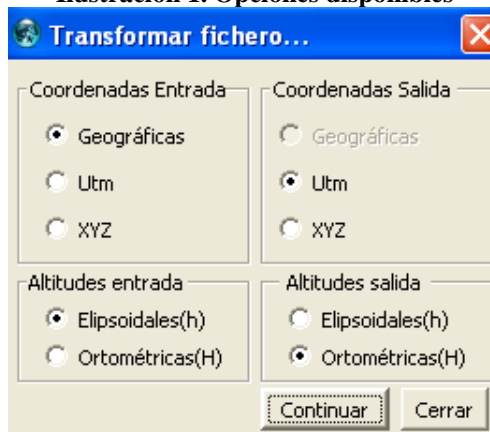 Ilustración 1. Opciones disponibles
Transformar fichero...
Coordenadas Entrada
Geográficas
Utm
XYZ
Coordenadas Salida
Geográficas
Utm
XYZ
Altitudes entrada
Elipsoidales(h)
Ortométricas(H)
Altitudes salida
Elipsoidales(h)
Ortométricas(H)
Continuar
Cerrar